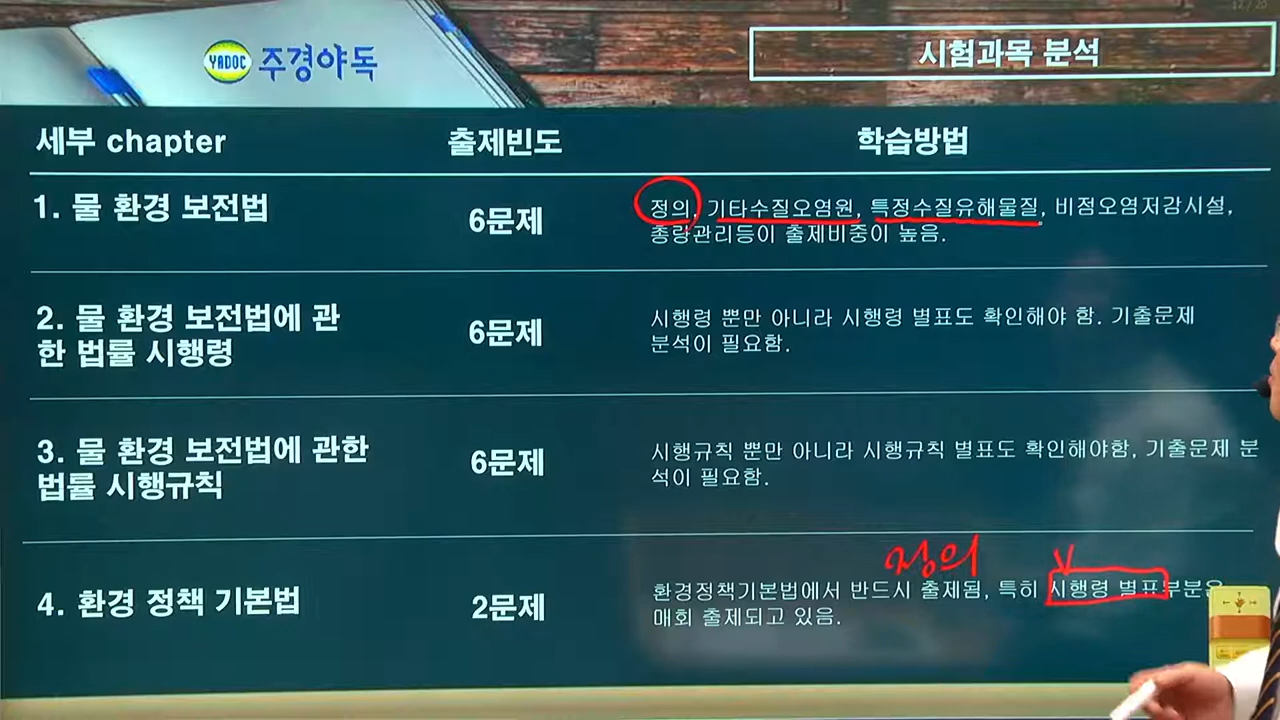 YADOC 주경야독
시험과목 분석
17 / 20
세부 chapter 출제빈도 학습방법
1. 물 환경 보전법 6문제 정의, 기타수질오염원, 특정수질유해물질, 비점오염저감시설,
총량관리등이 출제비중이 높음.
2. 물 환경 보전법에 관
한 법률 시행령
6문제
시행령 뿐만 아니라 시행령 별표도 확인해야 함. 기출문제
분석이 필요함.
3. 물 환경 보전법에 관한
법률 시행규칙
6문제
시행규칙 뿐만 아니라 시행규칙 별표도 확인해야함, 기출문제 분
석이 필요함.
정의
4. 환경 정책 기본법
2문제
환경정책기본법에서 반드시 출제됨, 특히 시행령 별표부분은
매회 출제되고 있음.